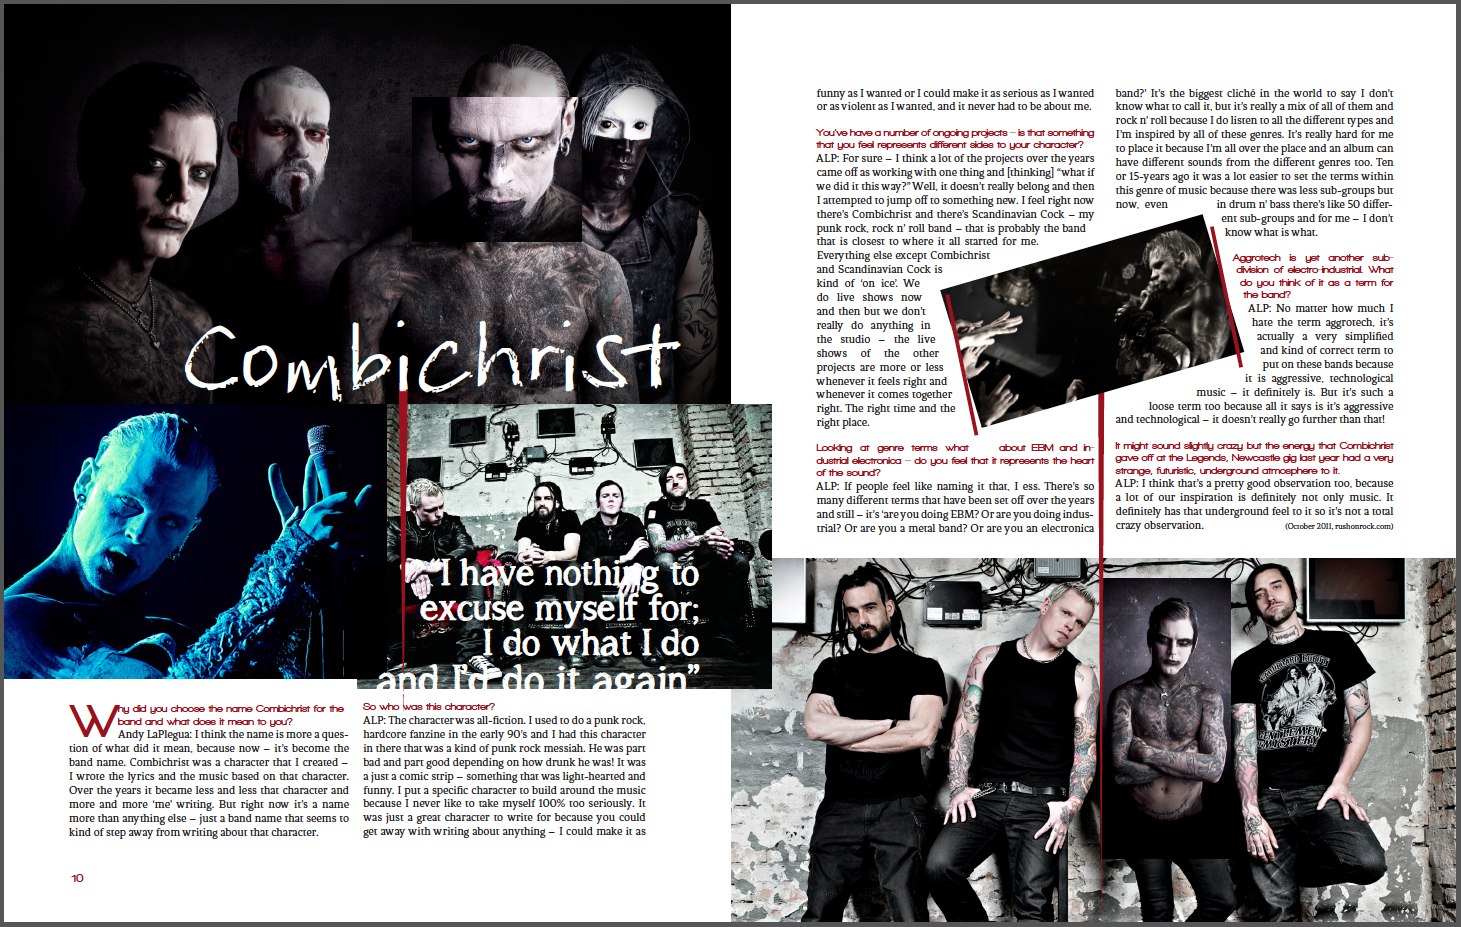 Combichrist
"I have nothing to
excuse myself for;
I do what I do
and I'd do it again"
Why did you choose the name Combichrist for the
band and what does it mean to you?
Andy LaPlegua: I think the name is more a ques-
tion of what did it mean, because now – it's become the
band name. Combichrist was a character that I created –
I wrote the lyrics and the music based on that character.
Over the years it became less and less that character and
more and more 'me' writing. But right now it's a name
more than anything else – just a band name that seems to
kind of step away from writing about that character.
So who was this character?
ALP: The character was all-fiction. I used to do a punk rock,
hardcore fanzine in the early 90's and I had this character
in there that was a kind of punk rock messiah. He was part
bad and part good depending on how drunk he was! It was
a just a comic strip – something that was light-hearted and
funny. I put a specific character to build around the music
because I never like to take myself 100% too seriously. It
was just a great character to write for because you could
get away with writing about anything – I could make it as
10
funny as I wanted or I could make it as serious as I wanted
or as violent as I wanted, and it never had to be about me.
You've have a number of ongoing projects – is that something
that you feel represents different sides to your character?
ALP: For sure – I think a lot of the projects over the years
came off as working with one thing and [thinking] "what if
we did it this way?" Well, it doesn't really belong and then
I attempted to jump off to something new. I feel right now
there's Combichrist and there's Scandinavian Cock – my
punk rock, rock n' roll band – that is probably the band
that is closest to where it all started for me.
Everything else except Combichrist
and Scandinavian Cock is
kind of 'on ice'. We
do live shows now
and then but we don't
really do anything in
the studio – the live
shows of the other
projects are more or less
whenever it feels right and
whenever it comes together
right. The right time and the
right place.
Looking at genre terms what about EBM and in-
dustrial electronica – do you feel that it represents the heart
of the sound?
ALP: If people feel like naming it that, I ess. There's so
many different terms that have been set off over the years
and still – it's 'are you doing EBM? Or are you doing indus-
trial? Or are you a metal band? Or are you an electronica
band?' It's the biggest cliché in the world to say I don't
know what to call it, but it's really a mix of all of them and
rock n' roll because I do listen to all the different types and
I'm inspired by all of these genres. It's really hard for me
to place it because I'm all over the place and an album can
have different sounds from the different genres too. Ten
or 15-years ago it was a lot easier to set the terms within
this genre of music because there was less sub-groups but
now, even in drum n' bass there's like 50 differ-
ent sub-groups and for me – I don't
know what is what.
Aggrotech is yet another sub-
division of electro-industrial. What
do you think of it as a term for
the band?
ALP: No matter how much I
hate the term aggrotech, it's
actually a very simplified
and kind of correct term to
put on these bands because
it is aggressive, technological
music – it definitely is. But it's such a
loose term too because all it says is it's aggressive
and technological – it doesn't really go further than that!
It might sound slightly crazy but the energy that Combichrist
gave off at the Legends, Newcastle gig last year had a very
strange, futuristic, underground atmosphere to it.
ALP: I think that's a pretty good observation too, because
a lot of our inspiration is definitely not only music. It
definitely has that underground feel to it so it's not a total
crazy observation. (October 2011, rushonrock.com)
GENTLEMEN
MYSTERY